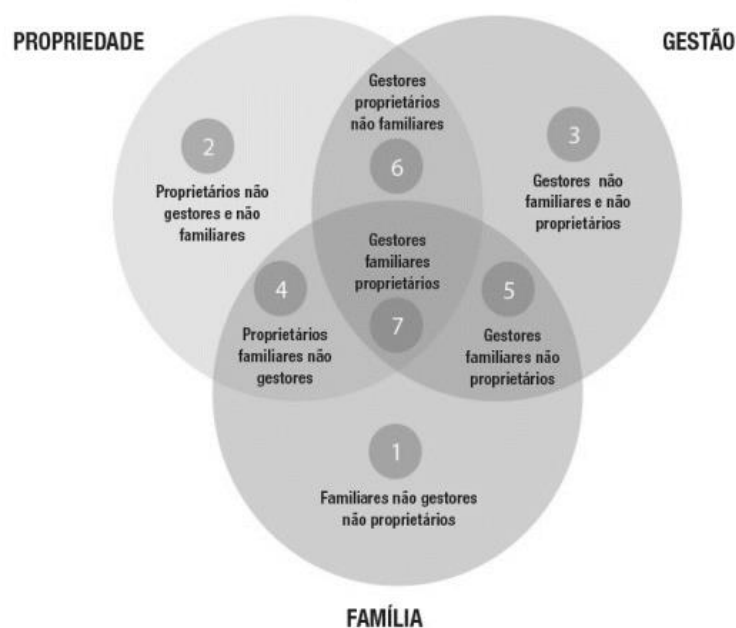 PROPRIEDADE
GESTÃO
Gestores
proprietários
não familiares
6
2
Proprietários não
gestores e não
familiares
3
Gestores não
familiares e não
proprietários
Gestores
familiares
proprietários
7
4
Proprietários
familiares não
gestores
5
Gestores
familiares não
proprietários
1
Familiares não gestores
não proprietários
FAMÍLIA